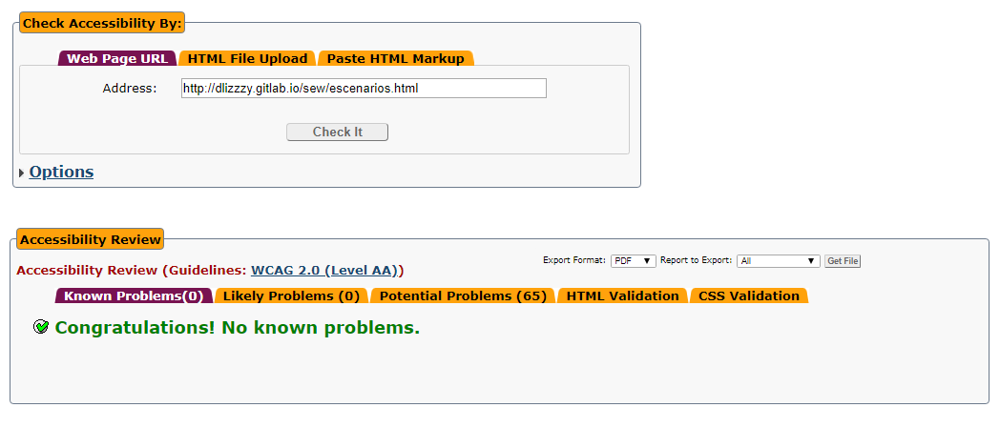 Check Accessibility By:
Web Page URL HTML File Upload Paste HTML Markup
Address: http://dlizzzy.gitlab.io/sew/escenarios.html
Check It
Options
Accessibility Review
Export Format: PDF Report to Export: All Get File
Accessibility Review (Guidelines: WCAG 2.0 (Level AA))
Known Problems(0) Likely Problems (0) Potential Problems (65) HTML Validation CSS Validation
Congratulations! No known problems.